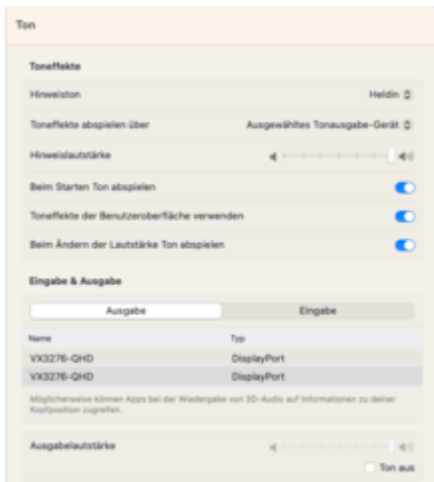 Ton
Toneffekte
Hinweiston Heldin
Toneffekte abspielen über Ausgewähltes Tonausgabe-Gerät
Hinweislautstärke
Beim Starten Ton abspielen
Toneffekte der Benutzeroberfläche verwenden
Beim Ändern der Lautstärke Ton abspielen
Eingabe & Ausgabe
Ausgabe Eingabe
Name Typ
VX3276-QHD DisplayPort
VX3276-QHD DisplayPort
Möglicherweise können Apps bei der Wiedergabe von 3D-Audio auf Informationen zu deiner
Kopfposition zugreifen.
Ausgabelautstärke
Ton aus